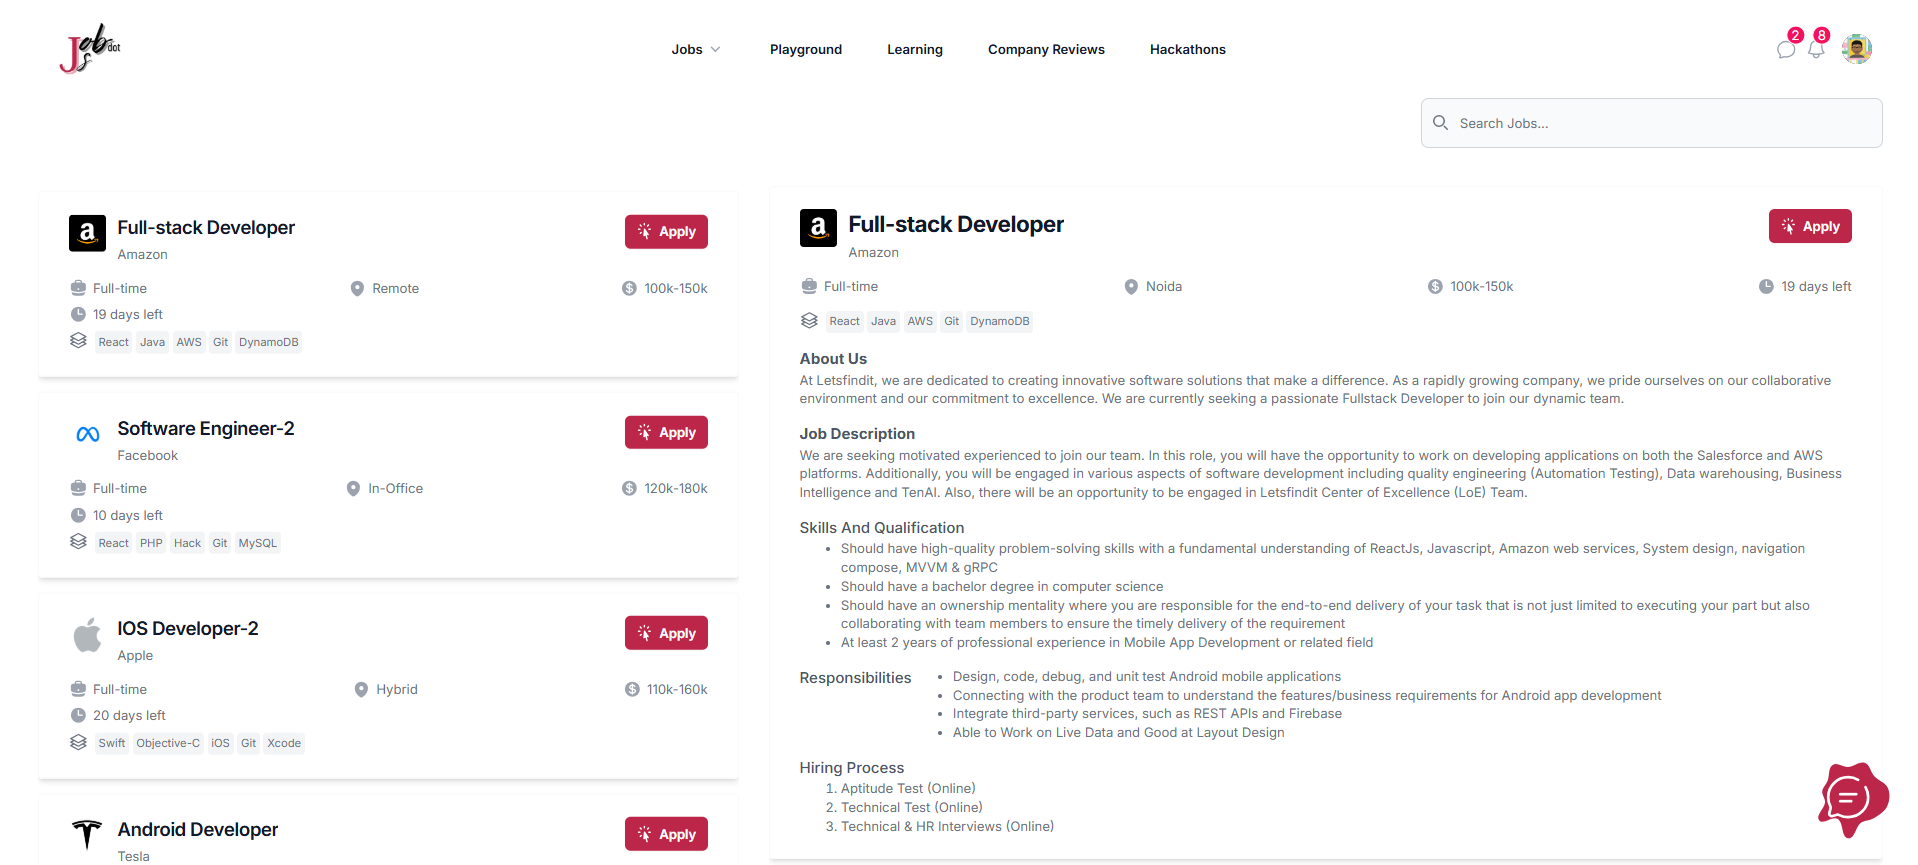 Jobs dot
Jobs
Playground
Learning
Company Reviews
Hackathons
2
8
Search Jobs...
a
Full-stack Developer
Apply
Amazon
Full-time
Remote
100k-150k
19 days left
React Java AWS Git DynamoDB
Software Engineer-2
Apply
Facebook
Full-time
In-Office
120k-180k
10 days left
React PHP Hack Git MySQL
IOS Developer-2
Apply
Apple
Full-time
Hybrid
110k-160k
20 days left
Swift Objective-C iOS Git Xcode
Android Developer
Apply
Tesla
a
Full-stack Developer
Apply
Amazon
Full-time
Noida
100k-150k
19 days left
React Java AWS Git DynamoDB
About Us
At Letsfindit, we are dedicated to creating innovative software solutions that make a difference. As a rapidly growing company, we pride ourselves on our collaborative
environment and our commitment to excellence. We are currently seeking a passionate Fullstack Developer to join our dynamic team.
Job Description
We are seeking motivated experienced to join our team. In this role, you will have the opportunity to work on developing applications on both the Salesforce and AWS
platforms. Additionally, you will be engaged in various aspects of software development including quality engineering (Automation Testing), Data warehousing, Business
Intelligence and TenAI. Also, there will be an opportunity to be engaged in Letsfindit Center of Excellence (LoE) Team.
Skills And Qualification
• Should have high-quality problem-solving skills with a fundamental understanding of ReactJs, Javascript, Amazon web services, System design, navigation
compose, MVVM & gRPC
• Should have a bachelor degree in computer science
• Should have an ownership mentality where you are responsible for the end-to-end delivery of your task that is not just limited to executing your part but also
collaborating with team members to ensure the timely delivery of the requirement
• At least 2 years of professional experience in Mobile App Development or related field
Responsibilities
• Design, code, debug, and unit test Android mobile applications
• Connecting with the product team to understand the features/business requirements for Android app development
• Integrate third-party services, such as REST APIs and Firebase
• Able to Work on Live Data and Good at Layout Design
Hiring Process
1. Aptitude Test (Online)
2. Technical Test (Online)
3. Technical & HR Interviews (Online)